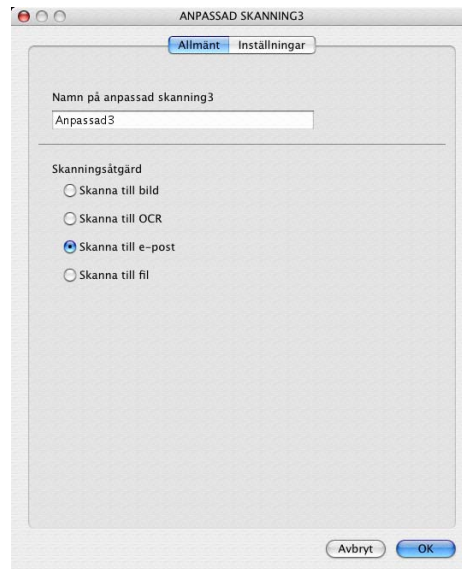 ANPASSAD SKANNING3
Allmänt Inställningar
Namn på anpassad skanning3
Anpassad3
Skanningsåtgärd
Skanna till bild
Skanna till OCR
Skanna till e-post
Skanna till fil
Avbryt OK